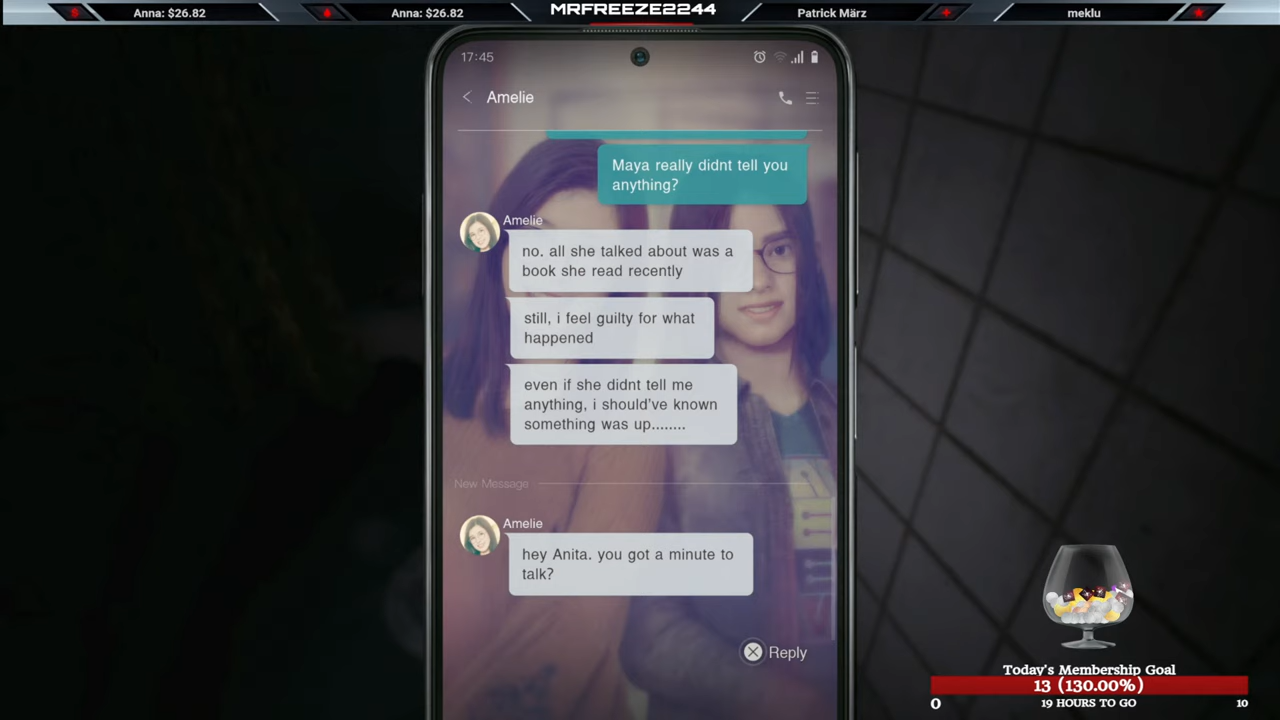 Anna: $26.82
Anna: $26.82
MRFREEZE2244
Patrick März
meklu
17:45
Amelie
Maya really didnt tell you
anything?
Amelie
no. all she talked about was a
book she read recently
still, i feel guilty for what
happened
even if she didnt tell me
anything, i should've known
something was up........
New Message
Amelie
hey Anita. you got a minute to
talk?
Reply
Today's Membership Goal
13 (130.00%)
0
19 HOURS TO GO
10